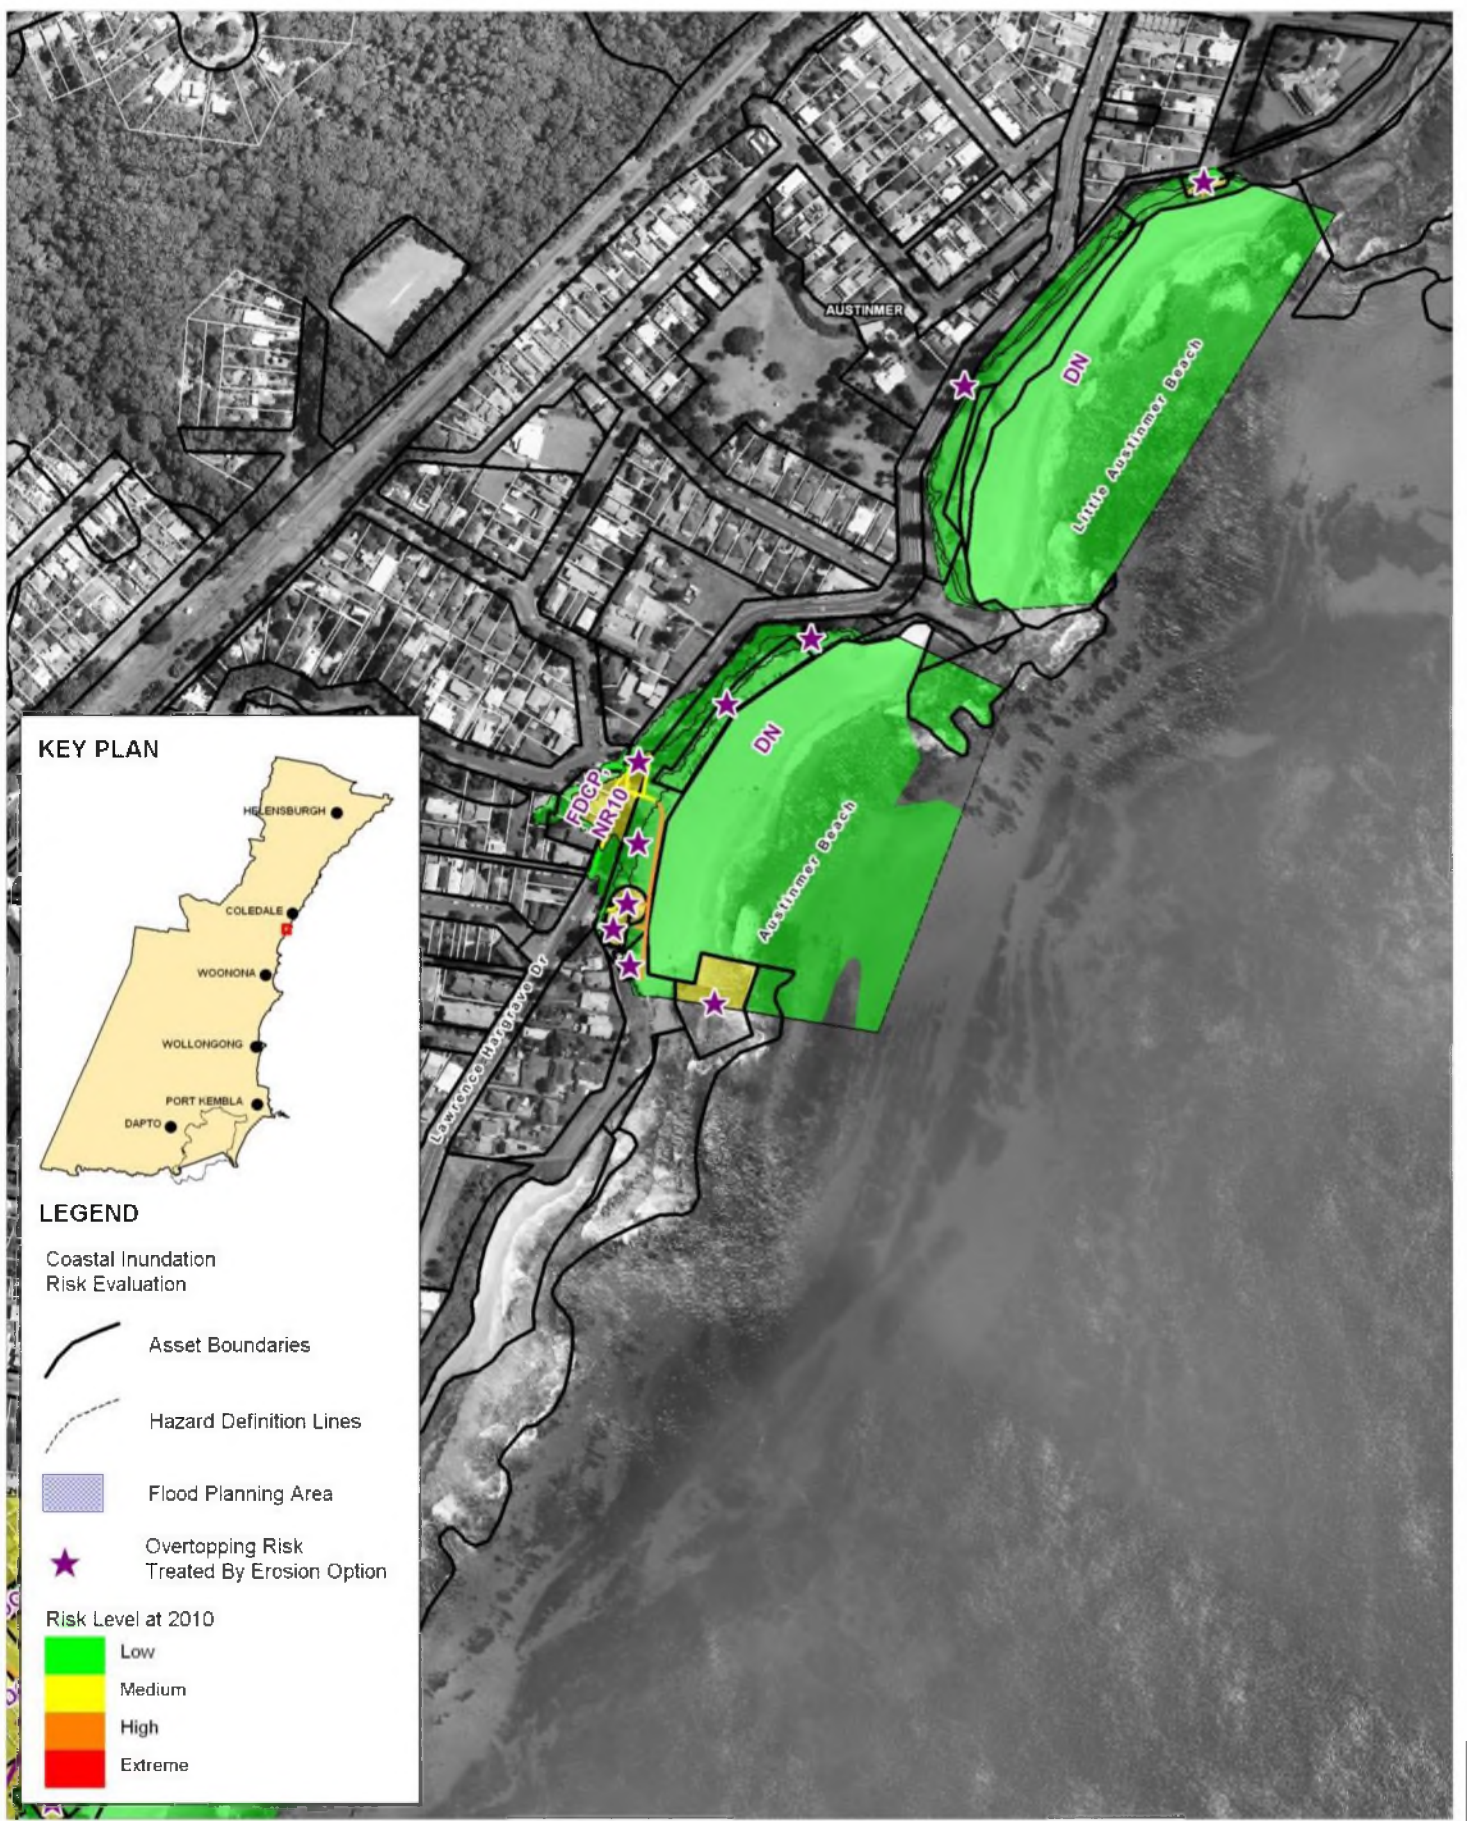 AUSTINMER
DN
Little Austinmer Beach
DN
FDCP,
NR10
Austinmer Beach
Lawrence Hargrave Dr
KEY PLAN
HELENSBURGH
COLEDALE
WOONONA
WOLLONGONG
PORT KEMBLA
DAPTO
LEGEND
Coastal Inundation
Risk Evaluation
Asset Boundaries
Hazard Definition Lines
Flood Planning Area
Overtopping Risk
Treated By Erosion Option
Risk Level at 2010
Low
Medium
High
Extreme